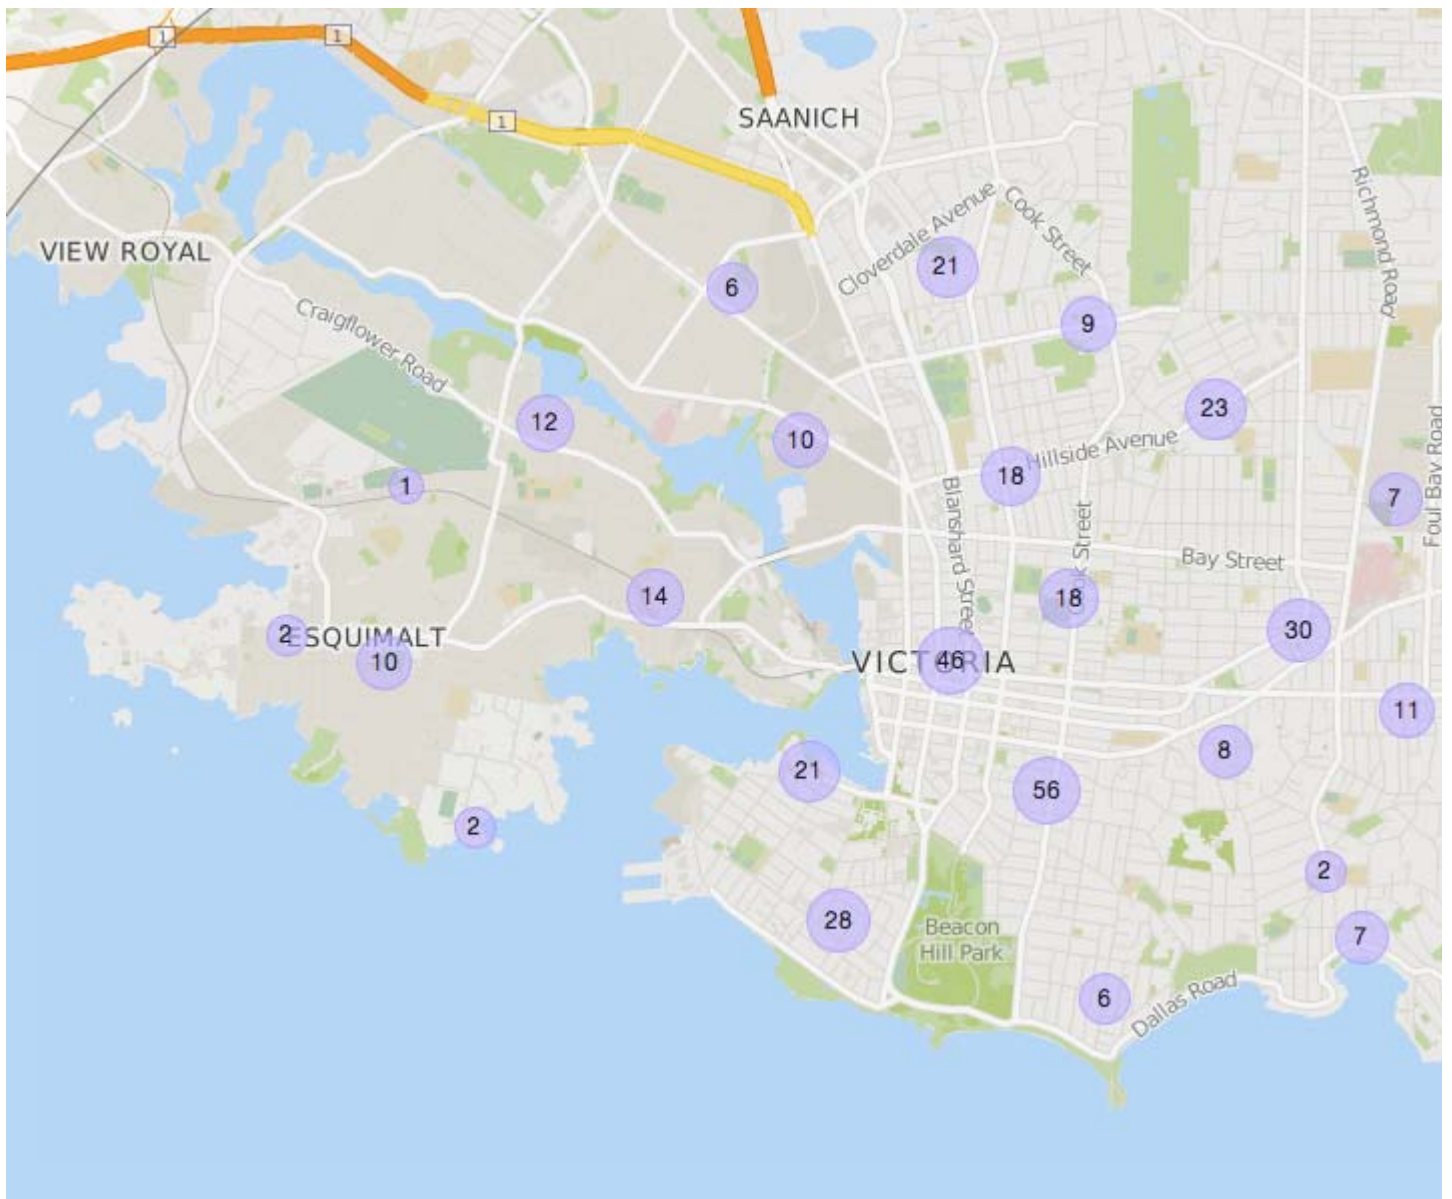 1
1
1
SAANICH
Richmond Road
Cloverdale Avenue
Cook Street
VIEW ROYAL
21
6
9
Craigflower Road
23
12
10
Hillside Avenue
Foul Bay Road
18
1
7
Blanshard Street
Bay Street
14
18
ok Street
30
2
ESQUIMALT
10
VICTORIA
46
11
8
21
56
2
2
28
Beacon
Hill Park
7
6
Dallas Road